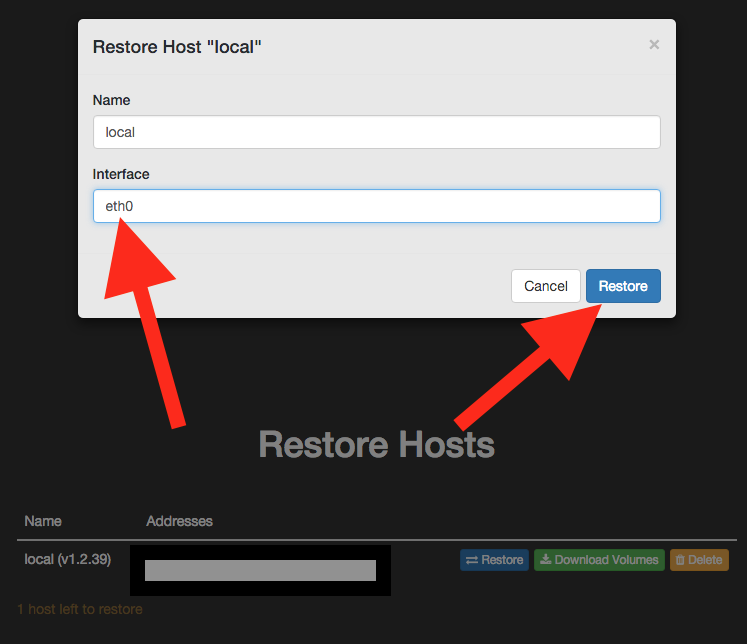 Restore Host "local"
×
Name
local
Interface
eth0
Cancel Restore
Restore Hosts
Name Addresses
local (v1.2.39) Restore Download Volumes Delete
1 host left to restore